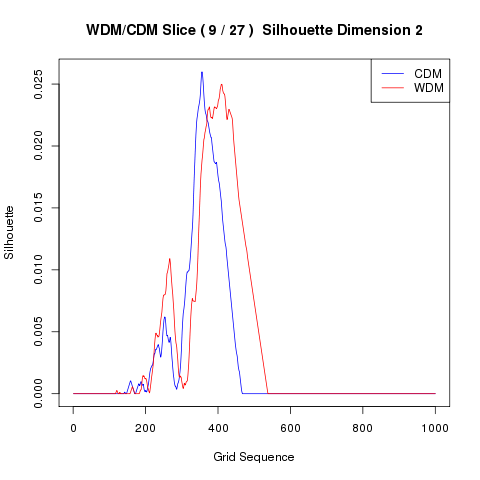 WDM/CDM Slice ( 9 / 27 )  Silhouette Dimension 2
CDM
WDM
Silhouette
0.025
0.020
0.015
0.010
0.005
0.000
0 200 400 600 800 1000
Grid Sequence